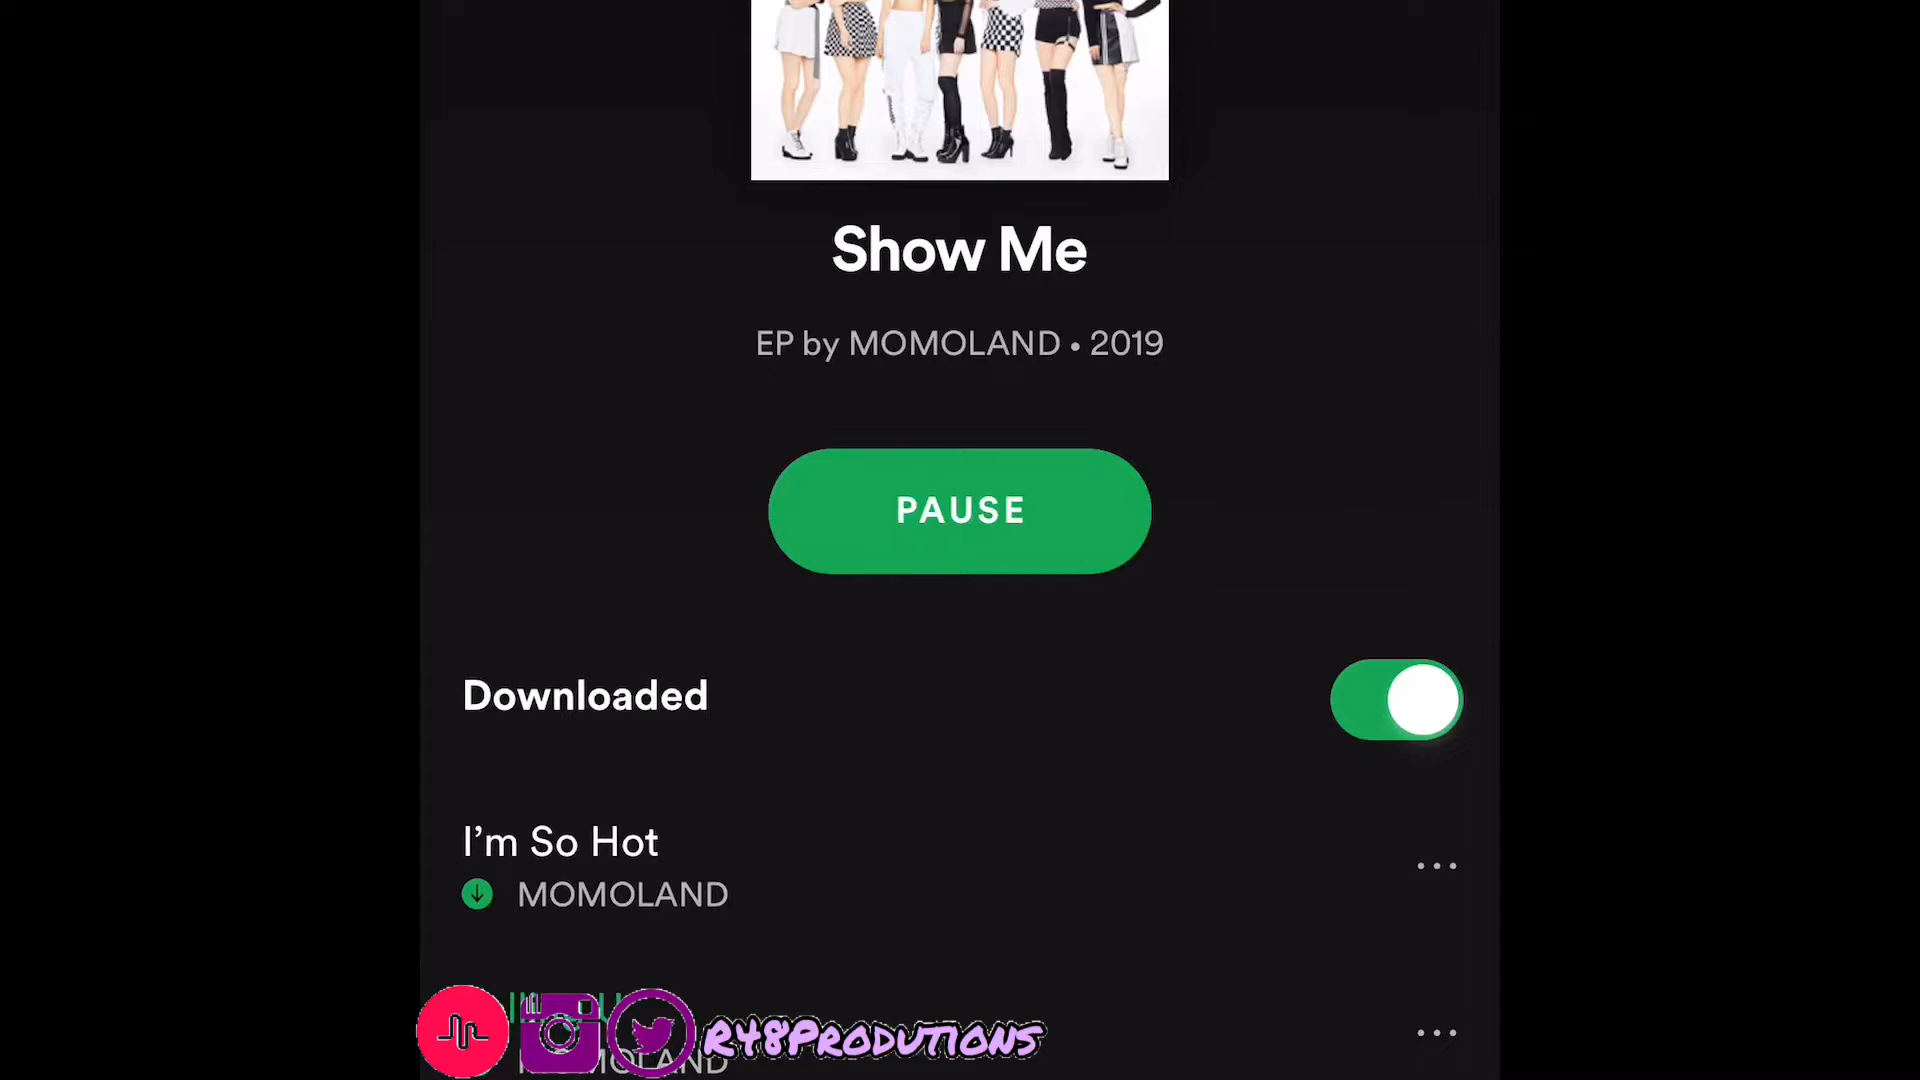 Show Me
EP by MOMOLAND • 2019
PAUSE
Downloaded
I’m So Hot
MOMOLAND
R48PRODUTIONS